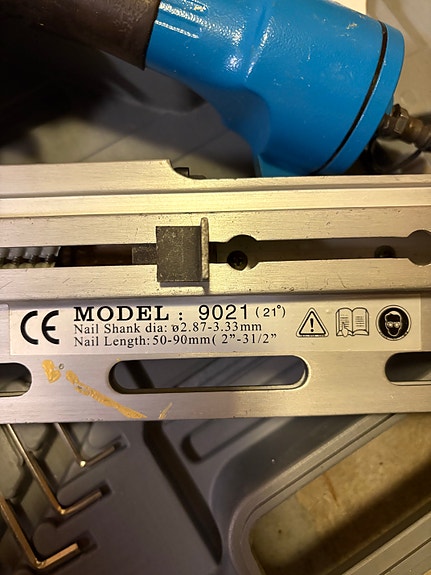 CE
MODEL: 9021 (21°)
Nail Shank dia: ø2.87-3.33mm
Nail Length:50-90mm( 2”-31/2”